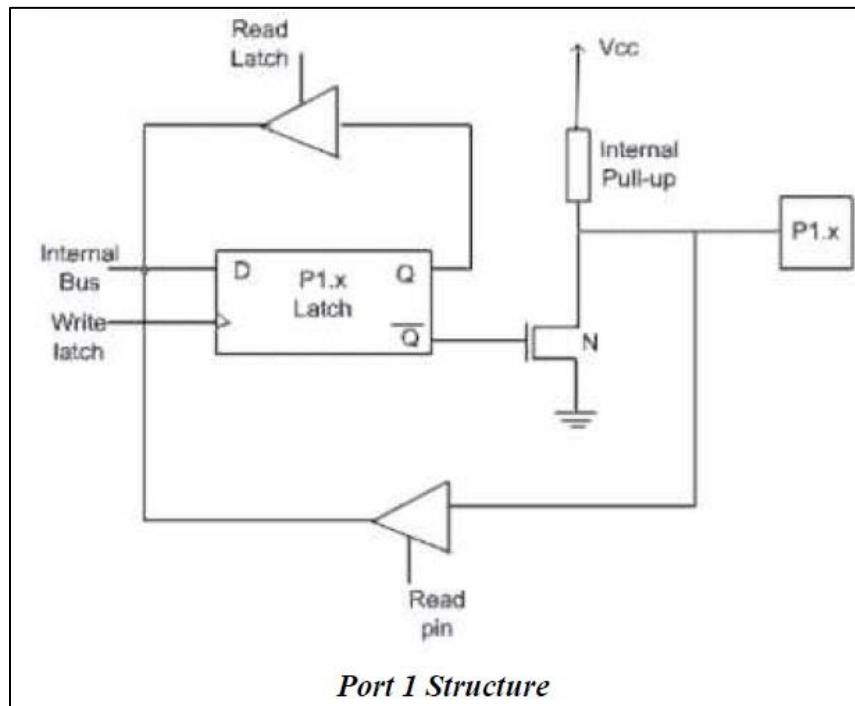 Read
Latch
Vcc
Internal
Pull-up
P1.x
Internal
Bus
D
P1.x
Latch
Q
Write
latch
Q
N
Read
pin
Port 1 Structure